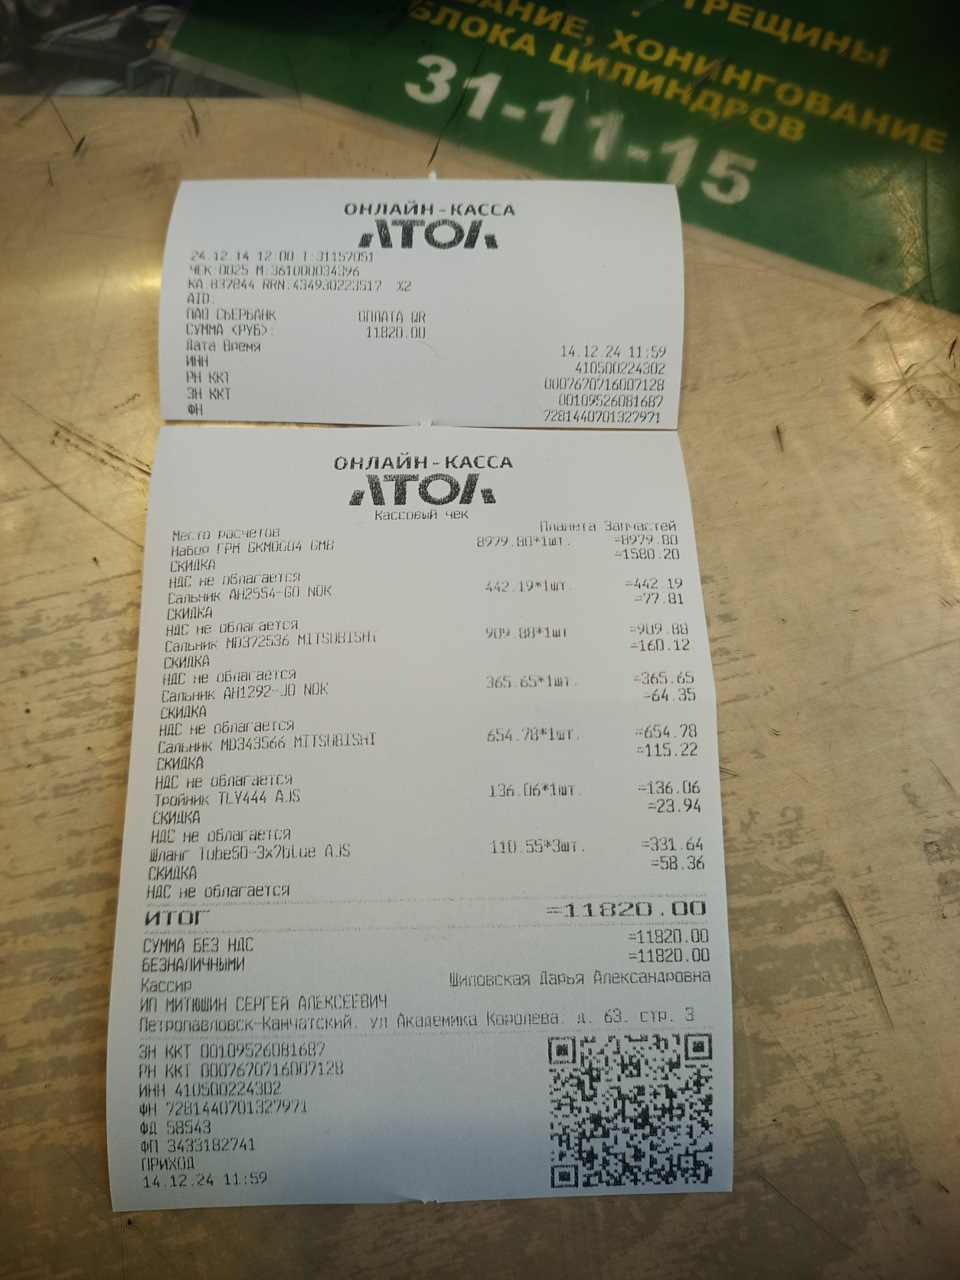 ТРЕЩИНЫ
ВАНИЕ, ХОНИНГОВАНИЕ
БЛОКА ЦИЛИНДРОВ
31-11-15
ОНЛАЙН-КАССА
АТОЛ
24.12.14 12:00 T:31157051
ЧЕК:0025 M:361000034396
КА:837844 RRN:434930223517 X2
AID:
ПАО СБЕРБАНК ОПЛАТА QR
СУММА <РУБ>: 11820.00
Дата Время 14.12.24 11:59
ИНН 410500224302
РН ККТ 0007670716007128
ЗН ККТ 00109526081687
ФН 7281440701327971
ОНЛАЙН-КАССА
АТОЛ
Кассовый чек
Место расчетов Планета Запчастей
Набор ГРМ GKM0604 GMB 8979.80*1шт. =8979.80
СКИДКА =1580.20
НДС не облагается
Сальник AH2554-G0 NOK 442.19*1шт. =442.19
СКИДКА =77.81
НДС не облагается
Сальник MD372536 MITSUBISHi 909.88*1шт. =909.88
СКИДКА =160.12
НДС не облагается
Сальник AH1292-J0 NOK 365.65*1шт. =365.65
СКИДКА =64.35
НДС не облагается
Сальник MD343566 MITSUBISHI 654.78*1шт. =654.78
СКИДКА =115.22
НДС не облагается
Тройник TLY444 AJS 136.06*1шт. =136.06
СКИДКА =23.94
НДС не облагается
Шланг Tube50-3x7blue AJS 110.55*3шт. =331.64
СКИДКА =58.36
НДС не облагается
ИТОГ =11820.00
СУММА БЕЗ НДС =11820.00
БЕЗНАЛИЧНЫМИ =11820.00
Кассир Шиловская Дарья Александровна
ИП МИТЮШИН СЕРГЕЙ АЛЕКСЕЕВИЧ
Петропавловск-Камчатский, ул Академика Королева, д. 63, стр. 3
ЗН ККТ 00109526081687
РН ККТ 0007670716007128
ИНН 410500224302
ФН 7281440701327971
ФД 58543
ФП 3433182741
ПРИХОД
14.12.24 11:59